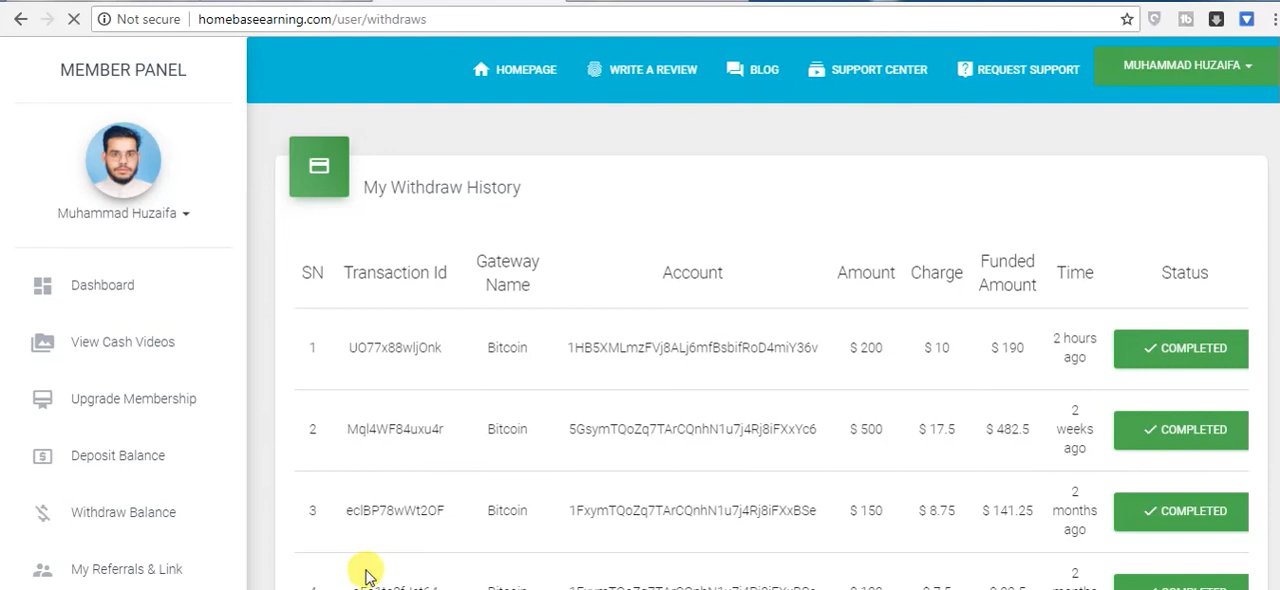 Not secure | homebaseearning.com/user/withdraws
MEMBER PANEL
HOMEPAGE WRITE A REVIEW BLOG SUPPORT CENTER REQUEST SUPPORT MUHAMMAD HUZAIFA
Muhammad Huzaifa
Dashboard
View Cash Videos
Upgrade Membership
Deposit Balance
Withdraw Balance
My Referrals & Link
My Withdraw History
SN Transaction Id Gateway Name Account Amount Charge Funded Amount Time Status
1 UO77x88wljOnk Bitcoin 1HB5XMLmzFVj8ALj6mfBsbifRoD4miY36v $ 200 $ 10 $ 190 2 hours ago COMPLETED
2 Mql4WF84uxu4r Bitcoin 5GsymTQoZq7TArCQnhN1u7j4Rj8iFXxYc6 $ 500 $ 17.5 $ 482.5 2 weeks ago COMPLETED
3 eclBP78wWt2OF Bitcoin 1FxymTQoZq7TArCQnhN1u7j4Rj8iFXxBSe $ 150 $ 8.75 $ 141.25 2 months ago COMPLETED
2 months